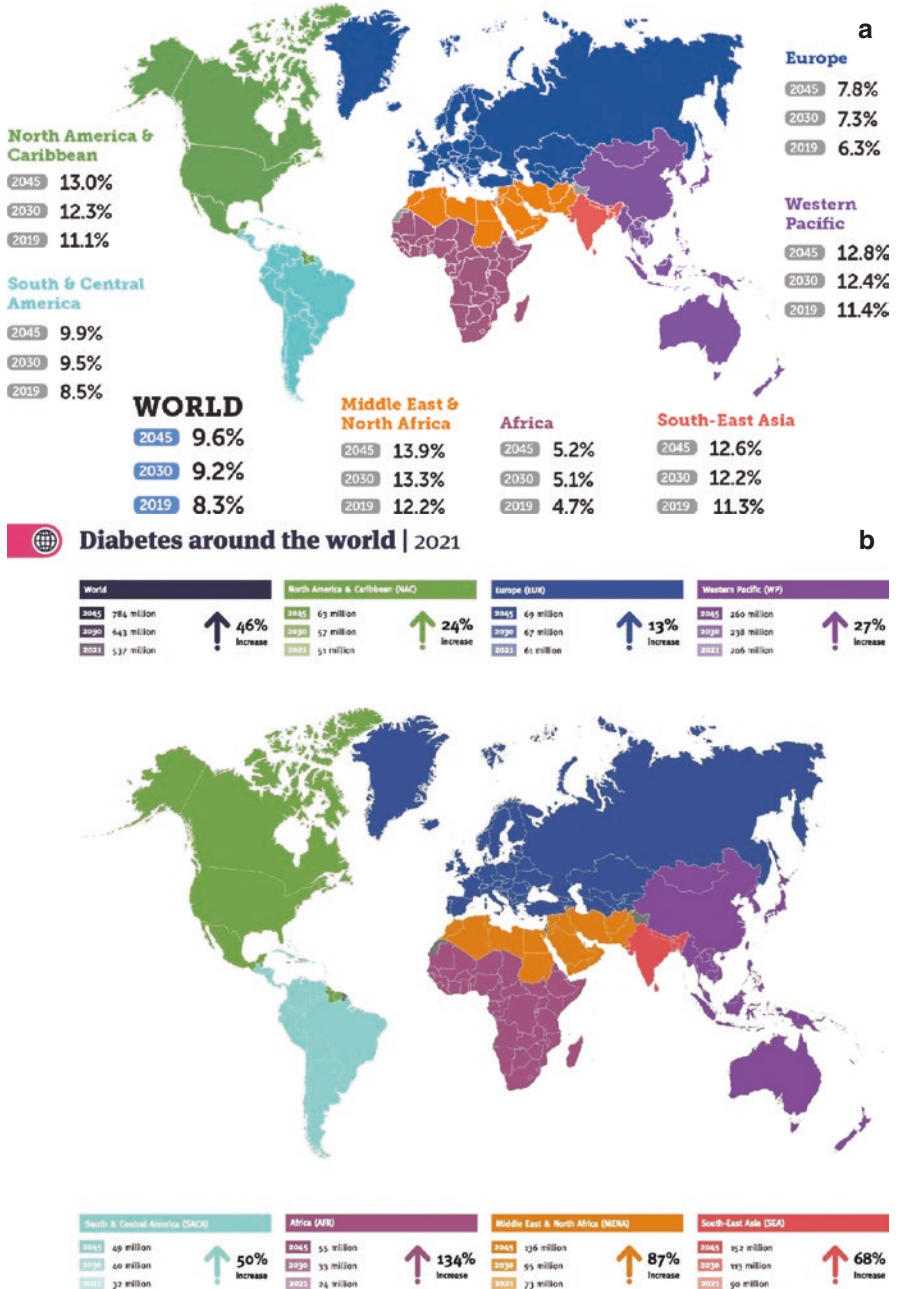 a
Europe
2045 7.8%
2030 7.3%
2019 6.3%
North America &
Caribbean
2045 13.0%
2030 12.3%
2019 11.1%
Western
Pacific
2045 12.8%
2030 12.4%
2019 11.4%
South & Central
America
2045 9.9%
2030 9.5%
2019 8.5%
WORLD
2045 9.6%
2030 9.2%
2019 8.3%
Middle East &
North Africa
2045 13.9%
2030 13.3%
2019 12.2%
Africa
2045 5.2%
2030 5.1%
2019 4.7%
South-East Asia
2045 12.6%
2030 12.2%
2019 11.3%
Diabetes around the world | 2021
b
World
2045 784 million
2030 643 million
2021 537 million
46%
increase
North America & Caribbean (NAC)
2045 63 million
2030 57 million
2021 51 million
24%
increase
Europe (EUR)
2045 69 million
2030 67 million
2021 61 million
13%
increase
Western Pacific (WP)
2045 260 million
2030 238 million
2021 206 million
27%
increase
South & Central America (SACA)
2045 49 million
2030 40 million
2021 32 million
50%
increase
Africa (AFR)
2045 55 million
2030 33 million
2021 24 million
134%
increase
Middle East & North Africa (MENA)
2045 136 million
2030 95 million
2021 73 million
87%
increase
South-East Asia (SEA)
2045 152 million
2030 113 million
2021 90 million
68%
increase